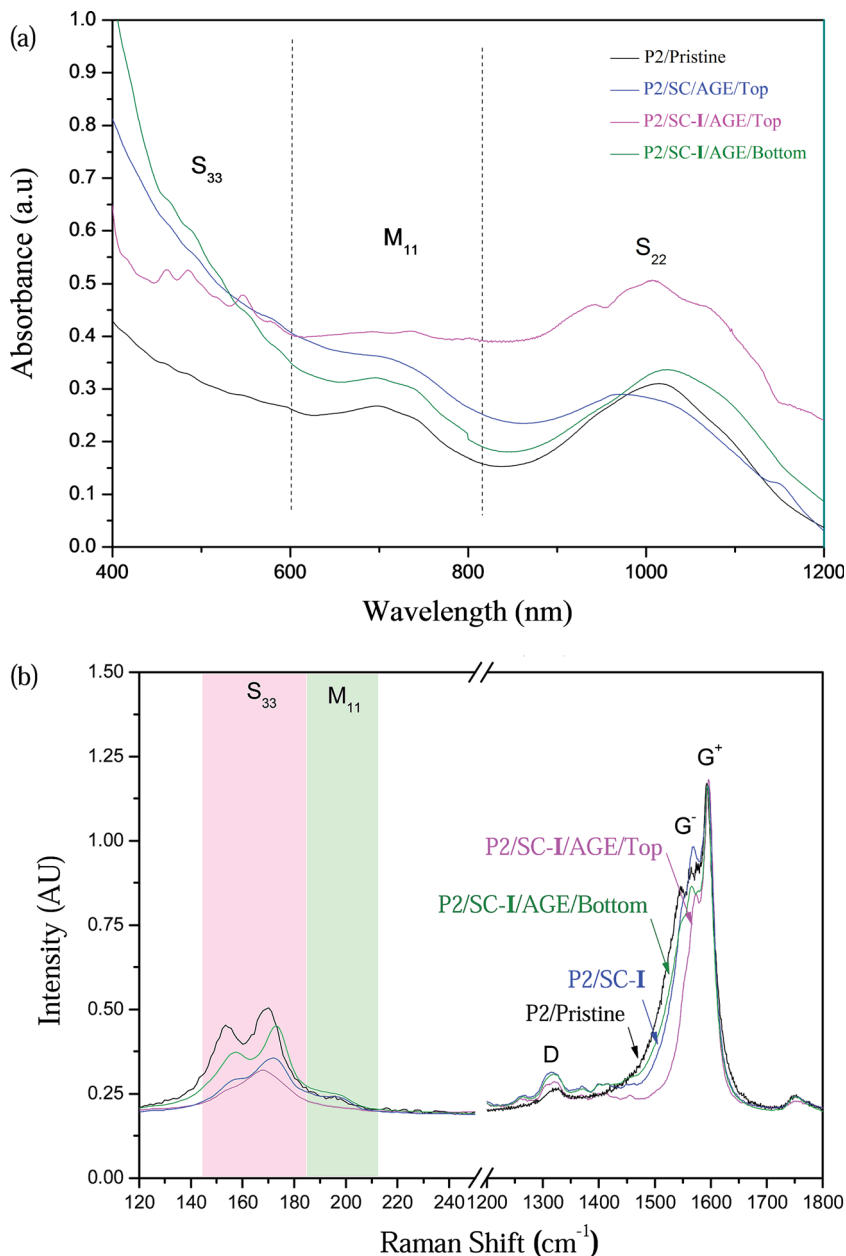 (a)
1.0
0.9
0.8
0.7
0.6
0.5
0.4
0.3
0.2
0.1
0.0
Absorbance (a.u)
P2/Pristine
P2/SC/AGE/Top
P2/SC-I/AGE/Top
P2/SC-I/AGE/Bottom
S33
M11
S22
400 600 800 1000 1200
Wavelength (nm)
(b)
1.50
1.25
1.00
0.75
0.50
0.25
0.00
Intensity (AU)
S33
M11
G+
G-
P2/SC-I/AGE/Top
P2/SC-I/AGE/Bottom
P2/SC-I
P2/Pristine
D
120 140 160 180 200 220 240 1200 1300 1400 1500 1600 1700 1800
Raman Shift (cm-1)